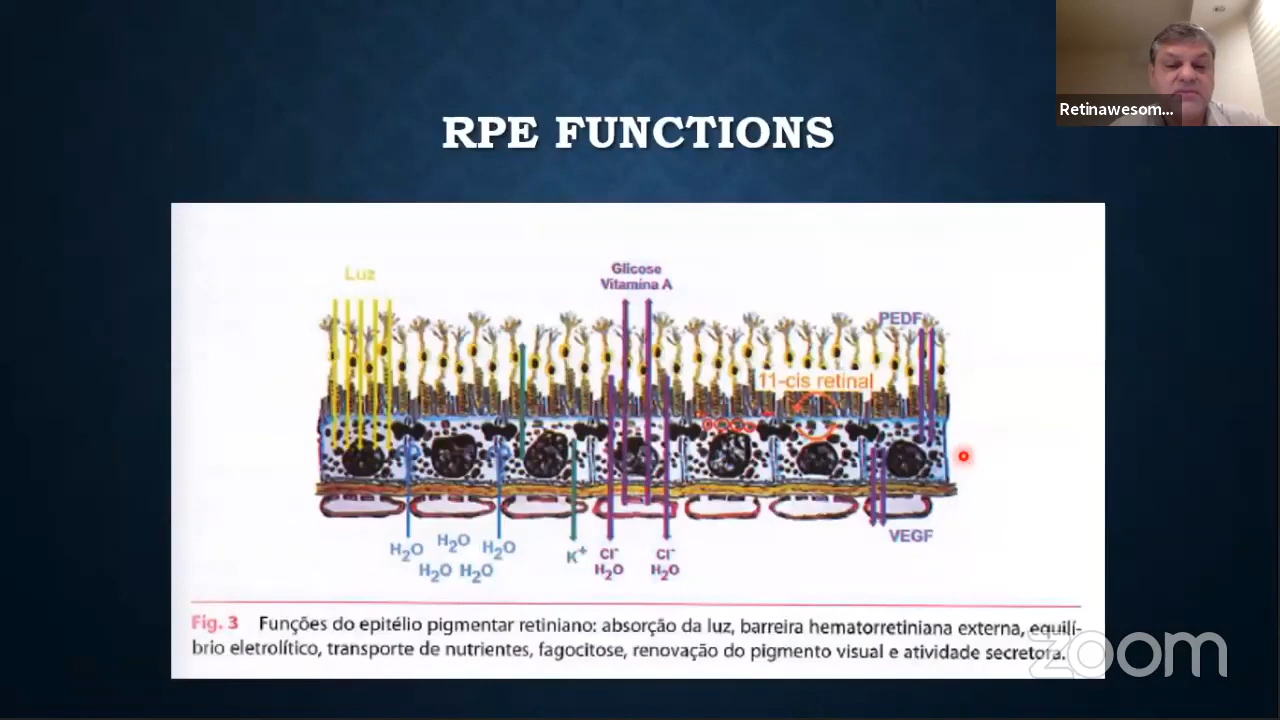 Retinawesom...
RPE FUNCTIONS
Luz
Glicose
Vitamina A
PEDF
11-cis retinal
H2O H2O H2O
H2O H2O
K+
Cl-
H2O
Cl-
H2O
VEGF
Fig. 3 Funções do epitélio pigmentar retiniano: absorção da luz, barreira hematorretiniana externa, equilí-
brio eletrolítico, transporte de nutrientes, fagocitose, renovação do pigmento visual e atividade secretora.
zoom